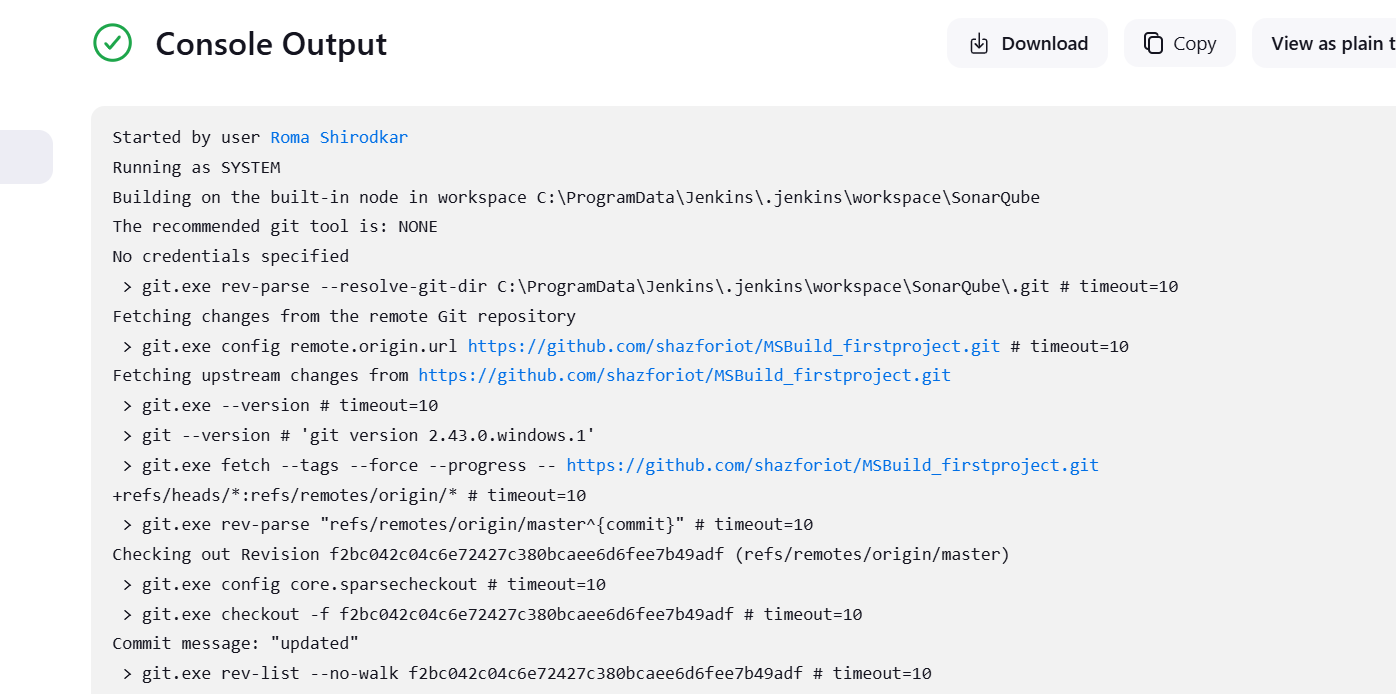 Console Output
Download
Copy
View as plain t
Started by user Roma Shirodkar
Running as SYSTEM
Building on the built-in node in workspace C:\ProgramData\Jenkins\.jenkins\workspace\SonarQube
The recommended git tool is: NONE
No credentials specified
> git.exe rev-parse --resolve-git-dir C:\ProgramData\Jenkins\.jenkins\workspace\SonarQube\.git # timeout=10
Fetching changes from the remote Git repository
> git.exe config remote.origin.url https://github.com/shazforiot/MSBuild_firstproject.git # timeout=10
Fetching upstream changes from https://github.com/shazforiot/MSBuild_firstproject.git
> git.exe --version # timeout=10
> git --version # 'git version 2.43.0.windows.1'
> git.exe fetch --tags --force --progress -- https://github.com/shazforiot/MSBuild_firstproject.git
+refs/heads/*:refs/remotes/origin/* # timeout=10
> git.exe rev-parse "refs/remotes/origin/master^{commit}" # timeout=10
Checking out Revision f2bc042c04c6e72427c380bcaee6d6fee7b49adf (refs/remotes/origin/master)
> git.exe config core.sparsecheckout # timeout=10
> git.exe checkout -f f2bc042c04c6e72427c380bcaee6d6fee7b49adf # timeout=10
Commit message: "updated"
> git.exe rev-list --no-walk f2bc042c04c6e72427c380bcaee6d6fee7b49adf # timeout=10